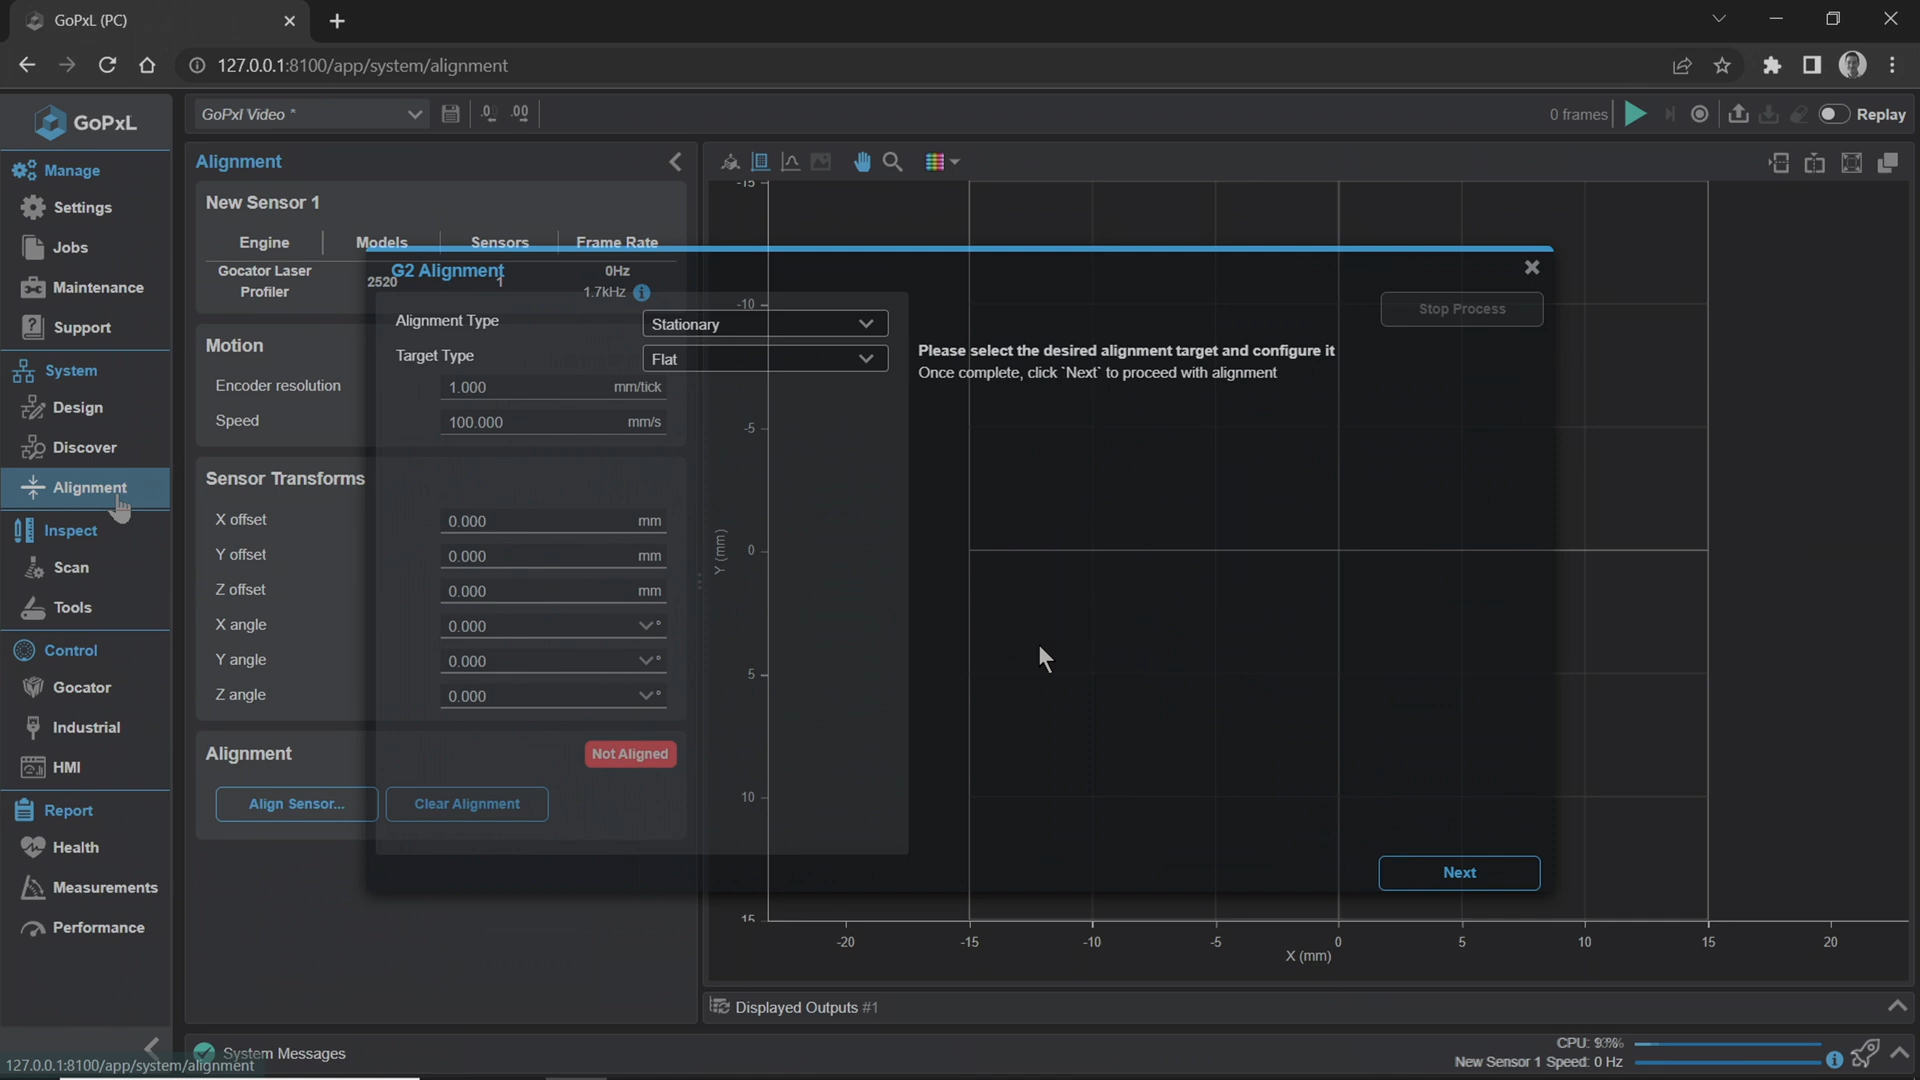 GoPxL (PC)
127.0.0.1:8100/app/system/alignment
GoPxL
GoPxl Video *
.0
.00
0 frames
Replay
Manage
Settings
Jobs
Maintenance
Support
System
Design
Discover
Alignment
Inspect
Scan
Tools
Control
Gocator
Industrial
HMI
Report
Health
Measurements
Performance
Alignment
New Sensor 1
Engine Models Sensors Frame Rate
Gocator Laser Profiler 2520 1 0Hz
1.7kHz
Motion
Encoder resolution 1.000 mm/tick
Speed 100.000 mm/s
Sensor Transforms
X offset 0.000 mm
Y offset 0.000 mm
Z offset 0.000 mm
X angle 0.000 °
Y angle 0.000 °
Z angle 0.000 °
Alignment Not Aligned
Align Sensor... Clear Alignment
G2 Alignment
Alignment Type Stationary
Target Type Flat
Stop Process
Please select the desired alignment target and configure it
Once complete, click `Next` to proceed with alignment
Next
-15
-10
-5
0
5
10
15
Y (mm)
-20 -15 -10 -5 0 5 10 15 20
X (mm)
Displayed Outputs #1
System Messages
CPU:
New Sensor 1 Speed: 0 Hz
127.0.0.1:8100/app/system/alignment